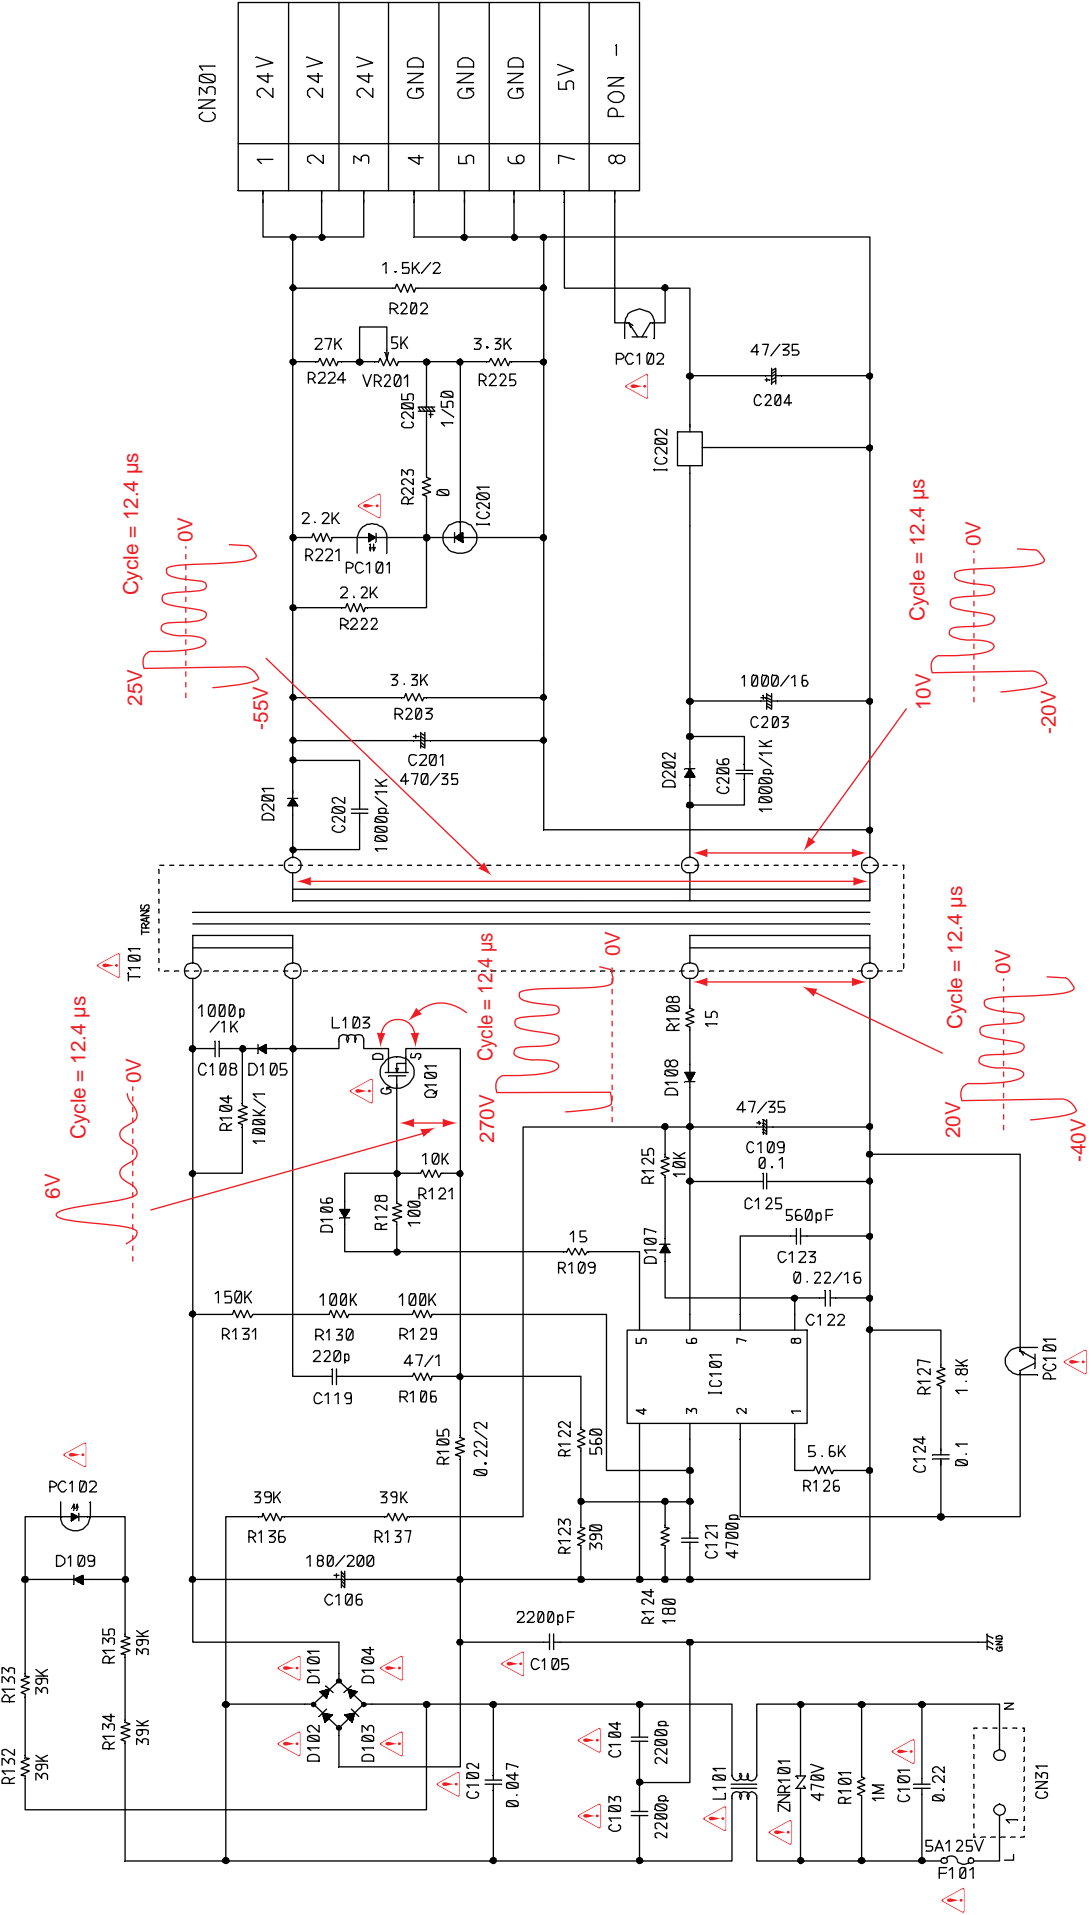 CN301
24V
24V
24V
GND
GND
GND
5V
PON -
1
2
3
4
5
6
7
8
1.5K/2
R202
27K
R224
5K
VR201
3.3K
R225
C205
1/50
R223
0
IC201
2.2K
R221
PC101
2.2K
R222
PC102
47/35
C204
IC202
Cycle = 12.4 µs
0V
25V
-55V
Cycle = 12.4 µs
0V
10V
-20V
3.3K
R203
C201
470/35
1000/16
C203
D201
C202
1000p/1K
D202
C206
1000p/1K
TRANS
T101
1000p
/1K
C108
D105
R104
100K/1
L103
D
S
G
Q101
Cycle = 12.4 µs
0V
6V
Cycle = 12.4 µs
0V
270V
R108
15
D108
Cycle = 12.4 µs
0V
20V
-40V
47/35
C109
0.1
C125
R125
10K
10K
R121
D106
R128
100
15
R109
D107
560pF
C123
0.22/16
C122
150K
R131
100K
R130
100K
R129
220p
C119
47/1
R106
5
6
7
8
IC101
4
3
2
1
R127
1.8K
PC101
R105
0.22/2
R122
560
5.6K
R126
C124
0.1
PC102
39K
R136
39K
R137
R123
390
C121
4700p
D109
180/200
C106
R124
180
R135
39K
R133
39K
2200pF
C105
GND
D101
D104
D102
D103
R134
39K
R132
39K
C102
0.047
C104
2200p
C103
2200p
L101
ZNR101
470V
R101
1M
C101
0.22
N
CN31
1
L
5A125V
F101